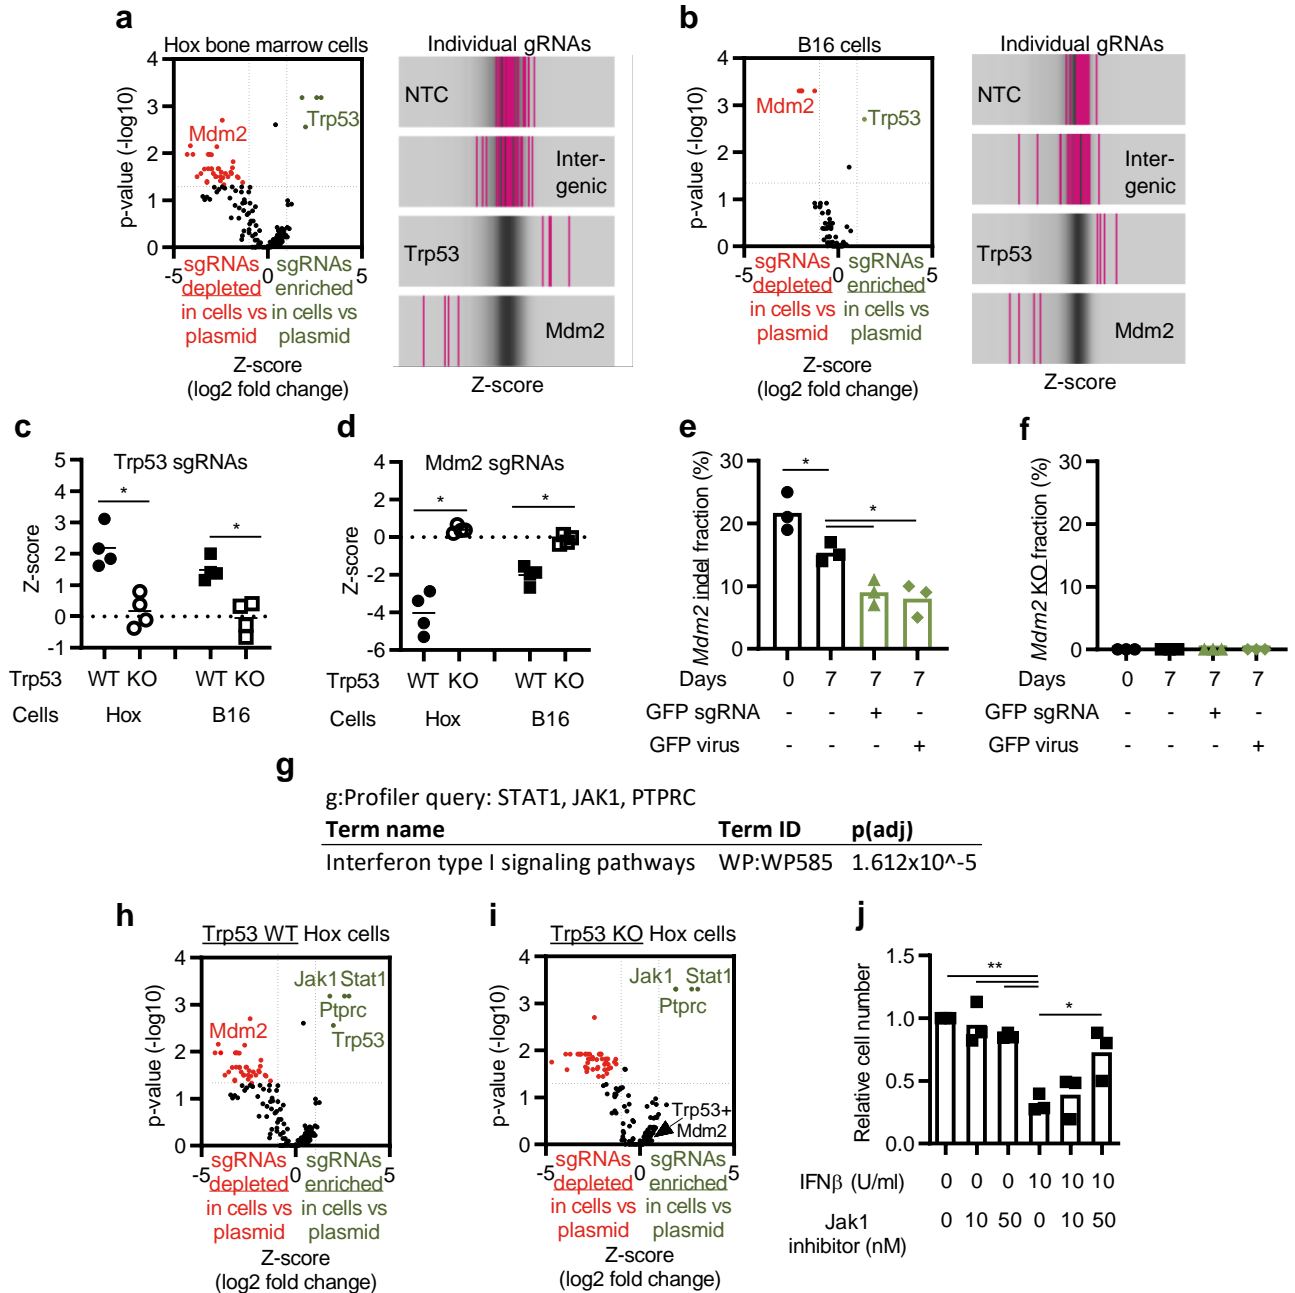 a
Hox bone marrow cells
Individual gRNAs
4
3
2
1
0
p-value (-log10)
Mdm2
Trp53
-5
0
5
sgRNAs
depleted
in cells vs
plasmid
sgRNAs
enriched
in cells vs
plasmid
Z-score
(log2 fold change)
NTC
Inter-
genic
Trp53
Mdm2
Z-score
b
B16 cells
Individual gRNAs
4
3
2
1
0
p-value (-log10)
Mdm2
Trp53
-5
0
5
sgRNAs
depleted
in cells vs
plasmid
sgRNAs
enriched
in cells vs
plasmid
Z-score
(log2 fold change)
NTC
Inter-
genic
Trp53
Mdm2
Z-score
c
Trp53 sgRNAs
5
4
3
2
1
0
-1
Z-score
*
*
Trp53 WT KO WT KO
Cells Hox B16
d
Mdm2 sgRNAs
4
2
0
-2
-4
-6
Z-score
*
*
Trp53 WT KO WT KO
Cells Hox B16
e
30
20
10
0
Mdm2 indel fraction (%)
*
*
Days 0 7 7 7
GFP sgRNA - - + -
GFP virus - - - +
f
30
20
10
0
Mdm2 KO fraction (%)
Days 0 7 7 7
GFP sgRNA - - + -
GFP virus - - - +
g
g:Profiler query: STAT1, JAK1, PTPRC
Term name Term ID p(adj)
Interferon type I signaling pathways WP:WP585 1.612x10^-5
h
Trp53 WT Hox cells
4
3
2
1
0
p-value (-log10)
Jak1 Stat1
Ptprc
Trp53
Mdm2
-5
0
5
sgRNAs
depleted
in cells vs
plasmid
sgRNAs
enriched
in cells vs
plasmid
Z-score
(log2 fold change)
i
Trp53 KO Hox cells
4
3
2
1
0
p-value (-log10)
Jak1 Stat1
Ptprc
Trp53+
Mdm2
-5
0
5
sgRNAs
depleted
in cells vs
plasmid
sgRNAs
enriched
in cells vs
plasmid
Z-score
(log2 fold change)
j
1.5
1.0
0.5
0.0
Relative cell number
**
*
IFNβ (U/ml) 0 0 0 10 10 10
Jak1
inhibitor (nM) 0 10 50 0 10 50